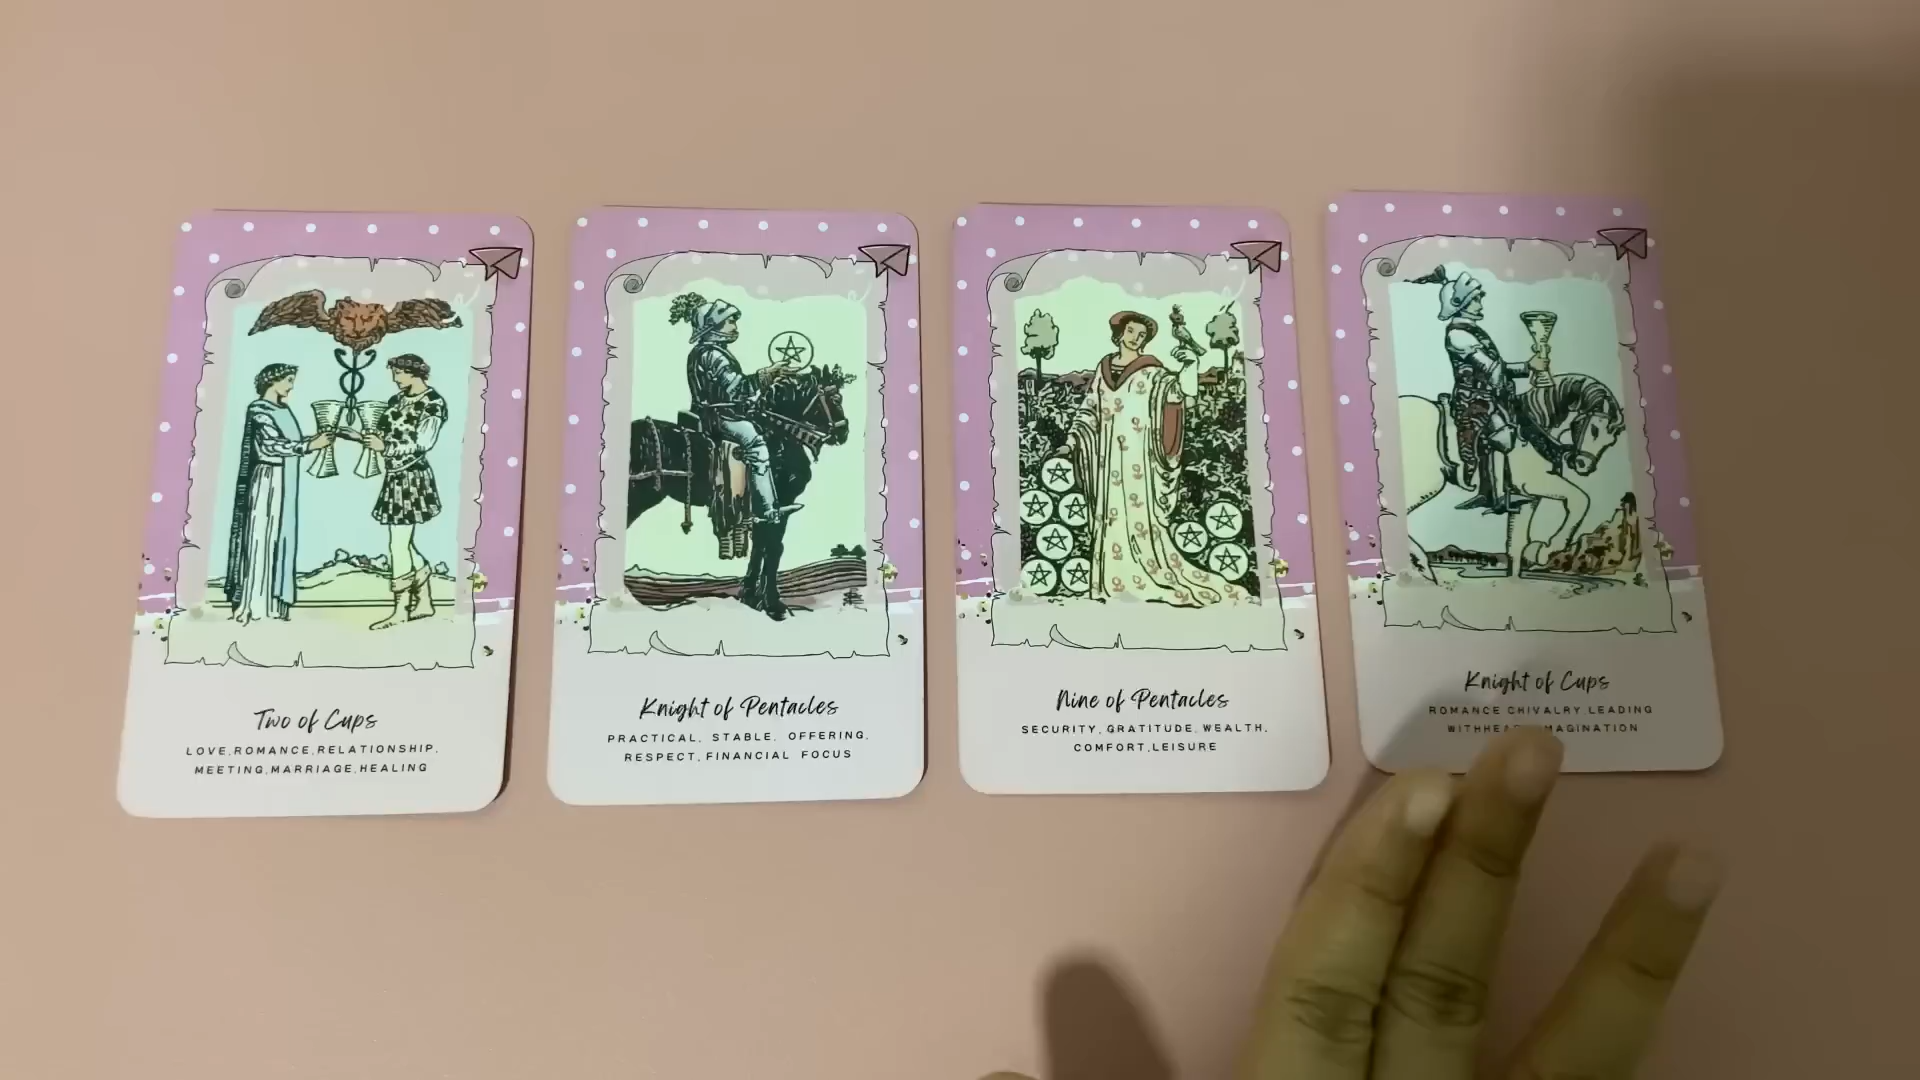 Two of Cups
LOVE,ROMANCE,RELATIONSHIP,
MEETING,MARRIAGE,HEALING
Knight of Pentacles
PRACTICAL, STABLE, OFFERING,
RESPECT, FINANCIAL FOCUS
Nine of Pentacles
SECURITY, GRATITUDE, WEALTH,
COMFORT,LEISURE
Knight of Cups
ROMANCE CHIVALRY LEADING